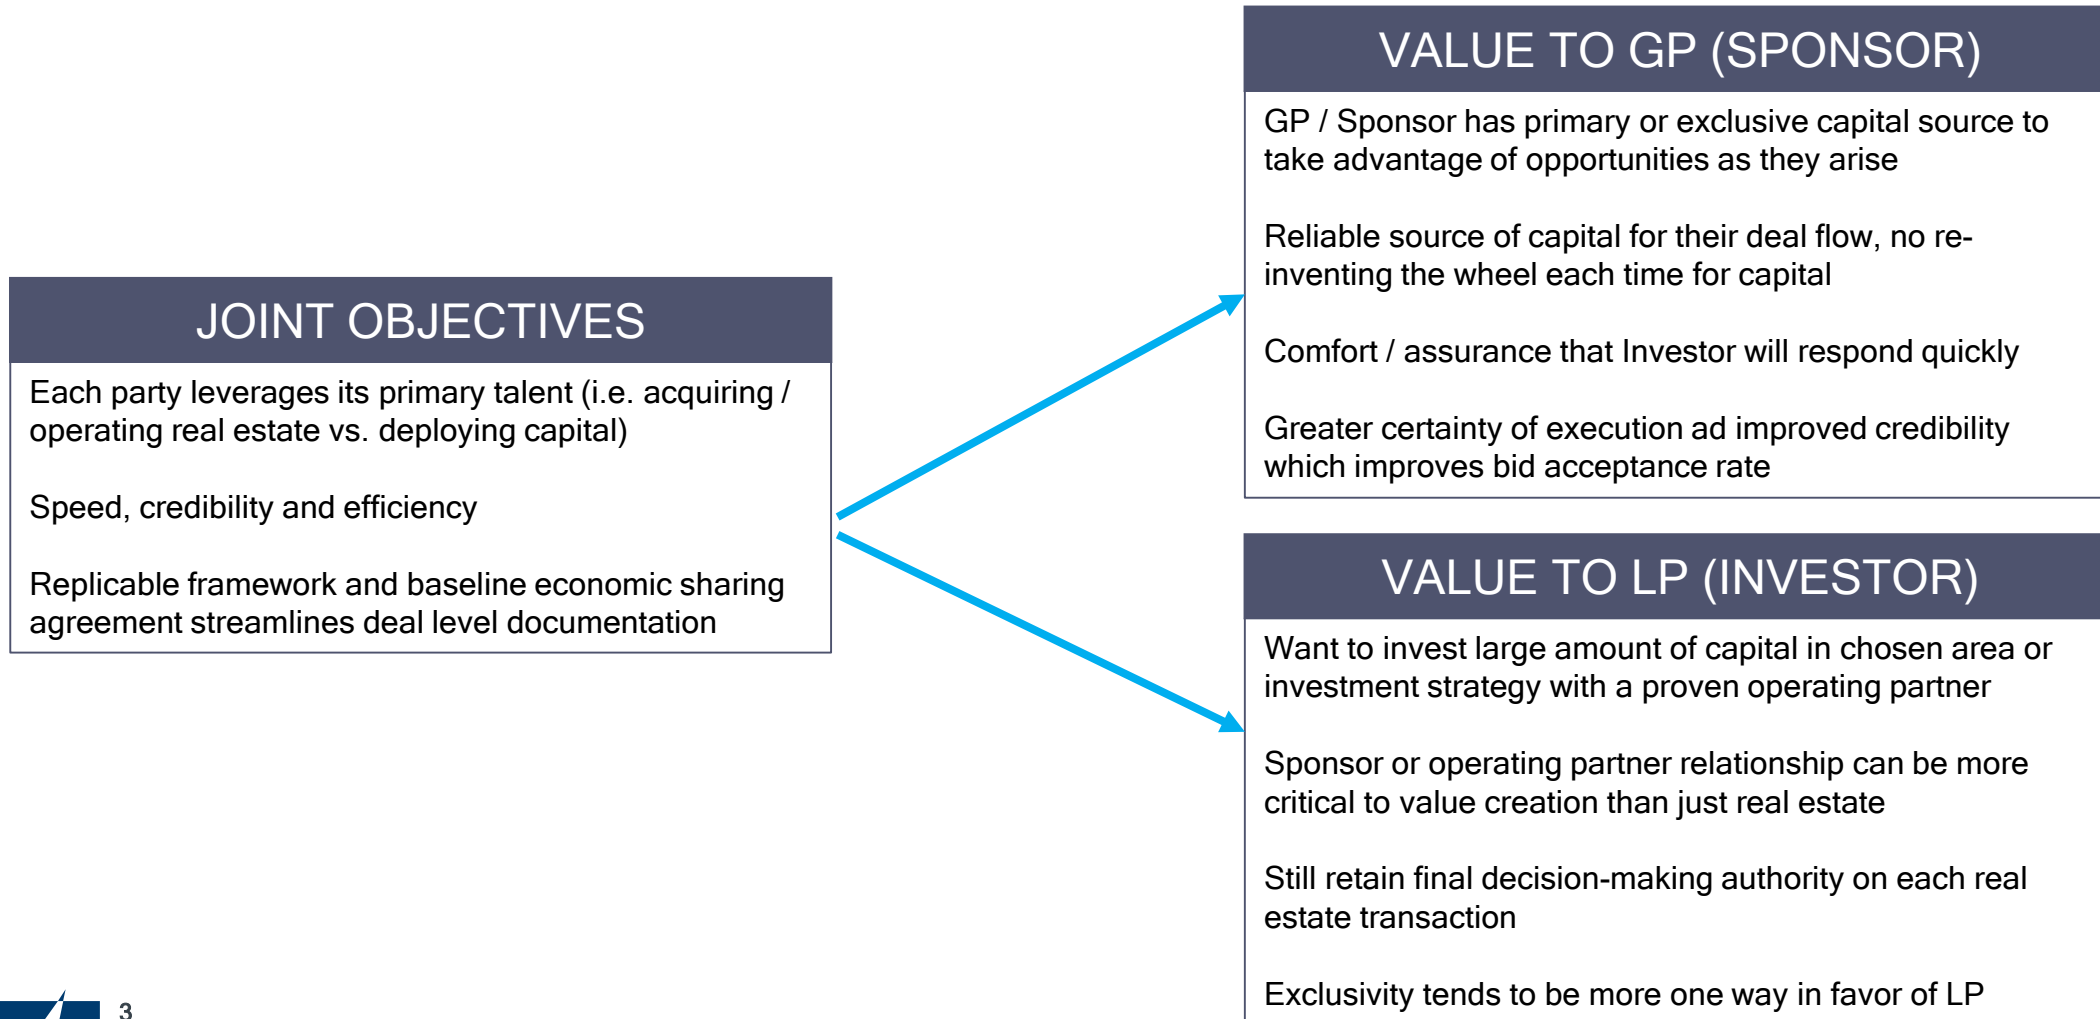 JOINT OBJECTIVES
Each party leverages its primary talent (i.e. acquiring /
operating real estate vs. deploying capital)
Speed, credibility and efficiency
Replicable framework and baseline economic sharing
agreement streamlines deal level documentation
VALUE TO GP (SPONSOR)
GP / Sponsor has primary or exclusive capital source to
take advantage of opportunities as they arise
Reliable source of capital for their deal flow, no re-
inventing the wheel each time for capital
Comfort / assurance that Investor will respond quickly
Greater certainty of execution ad improved credibility
which improves bid acceptance rate
VALUE TO LP (INVESTOR)
Want to invest large amount of capital in chosen area or
investment strategy with a proven operating partner
Sponsor or operating partner relationship can be more
critical to value creation than just real estate
Still retain final decision-making authority on each real
estate transaction
Exclusivity tends to be more one way in favor of LP
3